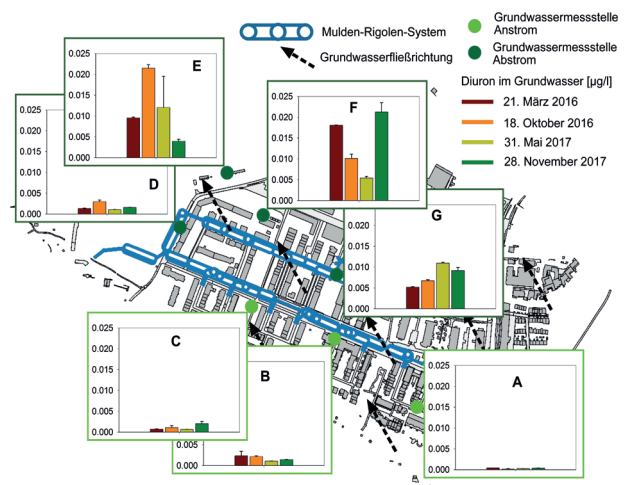 Mulden-Rigolen-System
Grundwasserfließrichtung
Grundwassermessstelle
Anstrom
Grundwassermessstelle
Abstrom
Diuron im Grundwasser [µg/l]
21. März 2016
18. Oktober 2016
31. Mai 2017
28. November 2017
E
0.025
0.020
0.015
0.010
0.005
0.000
D
0.025
0.005
0.000
F
0.025
0.020
0.015
0.010
0.005
0.000
G
0.020
0.015
0.010
0.005
0.000
C
0.025
0.020
0.015
0.010
0.005
0.000
B
0.005
0.000
A
0.025
0.020
0.015
0.010
0.005
0.000